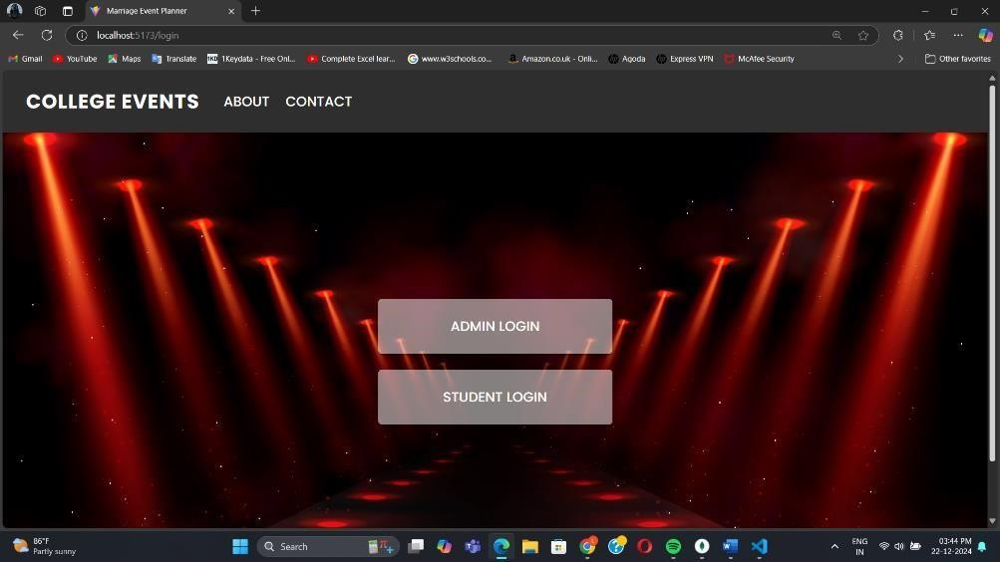 Marriage Event Planner
localhost:5173/login
Gmail YouTube Maps Translate 1Keydata - Free Onl... Complete Excel lear... www.w3schools.co... Amazon.co.uk - Onli... Agoda Express VPN McAfee Security Other favorites
COLLEGE EVENTS ABOUT CONTACT
ADMIN LOGIN
STUDENT LOGIN
86°F
Partly sunny
Search
ENG
IN
03:44 PM
22-12-2024